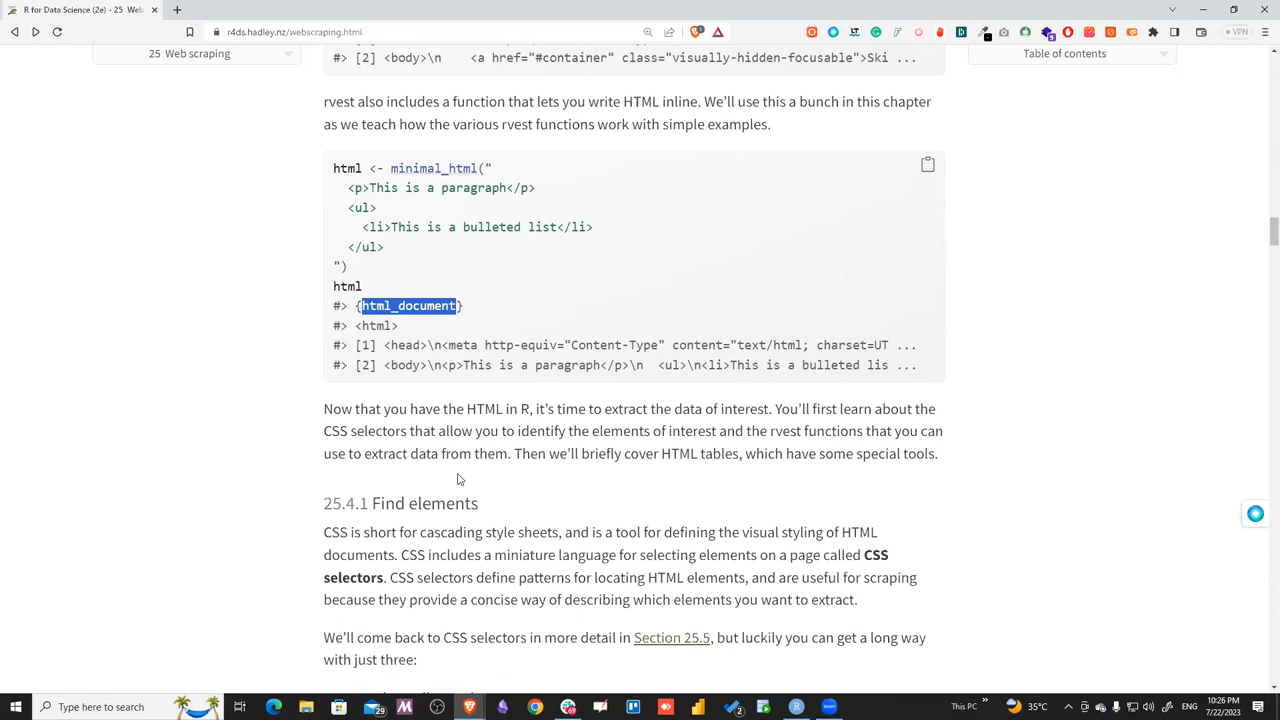 R for Data Science (2e) - 25 Web
r4ds.hadley.nz/webscraping.html
VPN
25 Web scraping
Table of contents
#> [2] <body>\n    <a href="#container" class="visually-hidden-focusable">Ski ...
rvest also includes a function that lets you write HTML inline. We'll use this a bunch in this chapter
as we teach how the various rvest functions work with simple examples.
html <- minimal_html("
  <p>This is a paragraph</p>
  <ul>
    <li>This is a bulleted list</li>
  </ul>
")
html
#> {html_document}
#> <html>
#> [1] <head>\n<meta http-equiv="Content-Type" content="text/html; charset=UT ...
#> [2] <body>\n<p>This is a paragraph</p>\n  <ul>\n<li>This is a bulleted lis ...
Now that you have the HTML in R, it's time to extract the data of interest. You'll first learn about the
CSS selectors that allow you to identify the elements of interest and the rvest functions that you can
use to extract data from them. Then we'll briefly cover HTML tables, which have some special tools.
25.4.1 Find elements
CSS is short for cascading style sheets, and is a tool for defining the visual styling of HTML
documents. CSS includes a miniature language for selecting elements on a page called CSS
selectors. CSS selectors define patterns for locating HTML elements, and are useful for scraping
because they provide a concise way of describing which elements you want to extract.
We'll come back to CSS selectors in more detail in Section 25.5, but luckily you can get a long way
with just three:
Type here to search
This PC
35°C
10:26 PM
7/22/2023